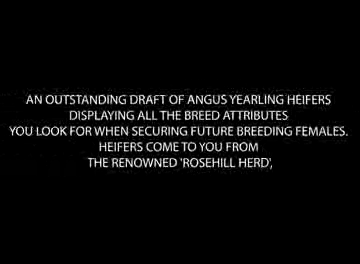 AN OUTSTANDING DRAFT OF ANGUS YEARLING HEIFERS
DISPLAYING ALL THE BREED ATTRIBUTES
YOU LOOK FOR WHEN SECURING FUTURE BREEDING FEMALES.
HEIFERS COME TO YOU FROM
THE RENOWNED 'ROSEHILL HERD',